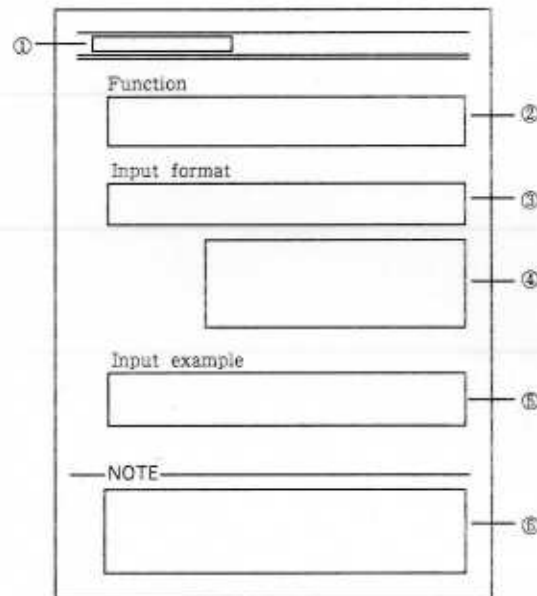 ①
Function
②
Input format
③
④
Input example
⑤
NOTE
⑥